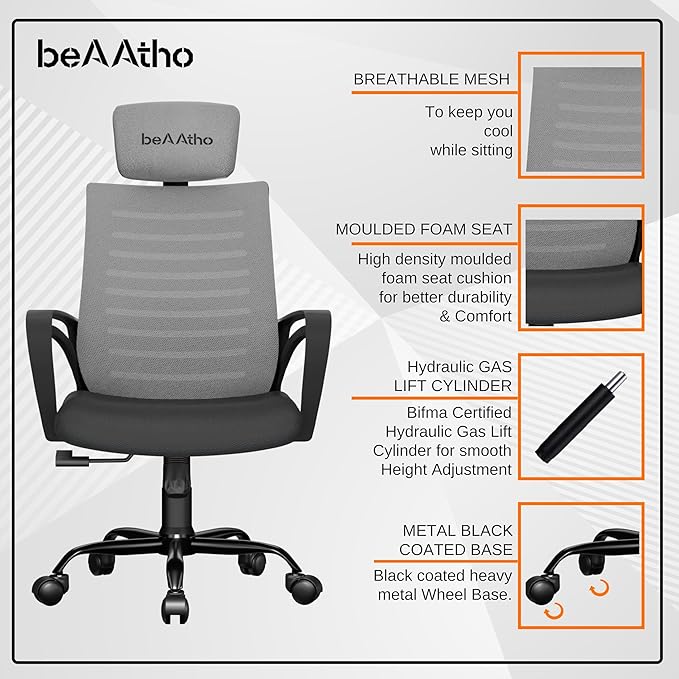 beAAtho
beAAtho
BREATHABLE MESH
To keep you
cool
while sitting
MOULDED FOAM SEAT
High density moulded
foam seat cushion
for better durability
& Comfort
Hydraulic GAS
LIFT CYLINDER
Bifma Certified
Hydraulic Gas Lift
Cylinder for smooth
Height Adjustment
METAL BLACK
COATED BASE
Black coated heavy
metal Wheel Base.